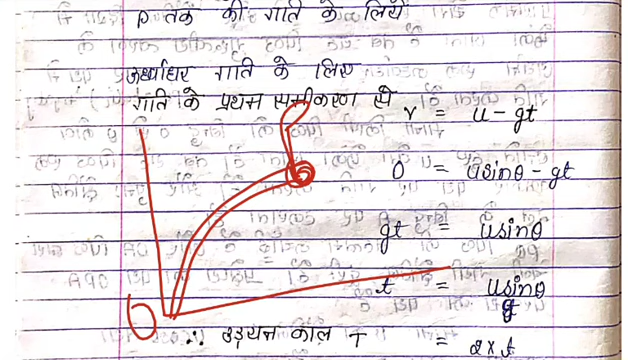 P तक की गति के लिये
ऊर्ध्वाधर गति के लिए
गति के प्रथम समीकरण से v = u - gt
0 = usinθ - gt
gt = usinθ
t = usinθ/g
∴ उड्डयन काल T = 2 × t